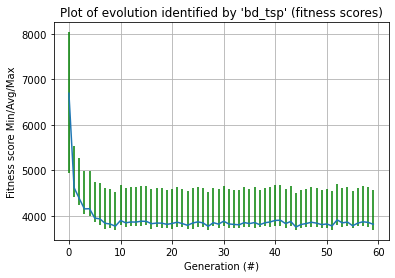 Plot of evolution identified by 'bd_tsp' (fitness scores)
Fitness score Min/Avg/Max
8000
7000
6000
5000
4000
0 10 20 30 40 50 60
Generation (#)